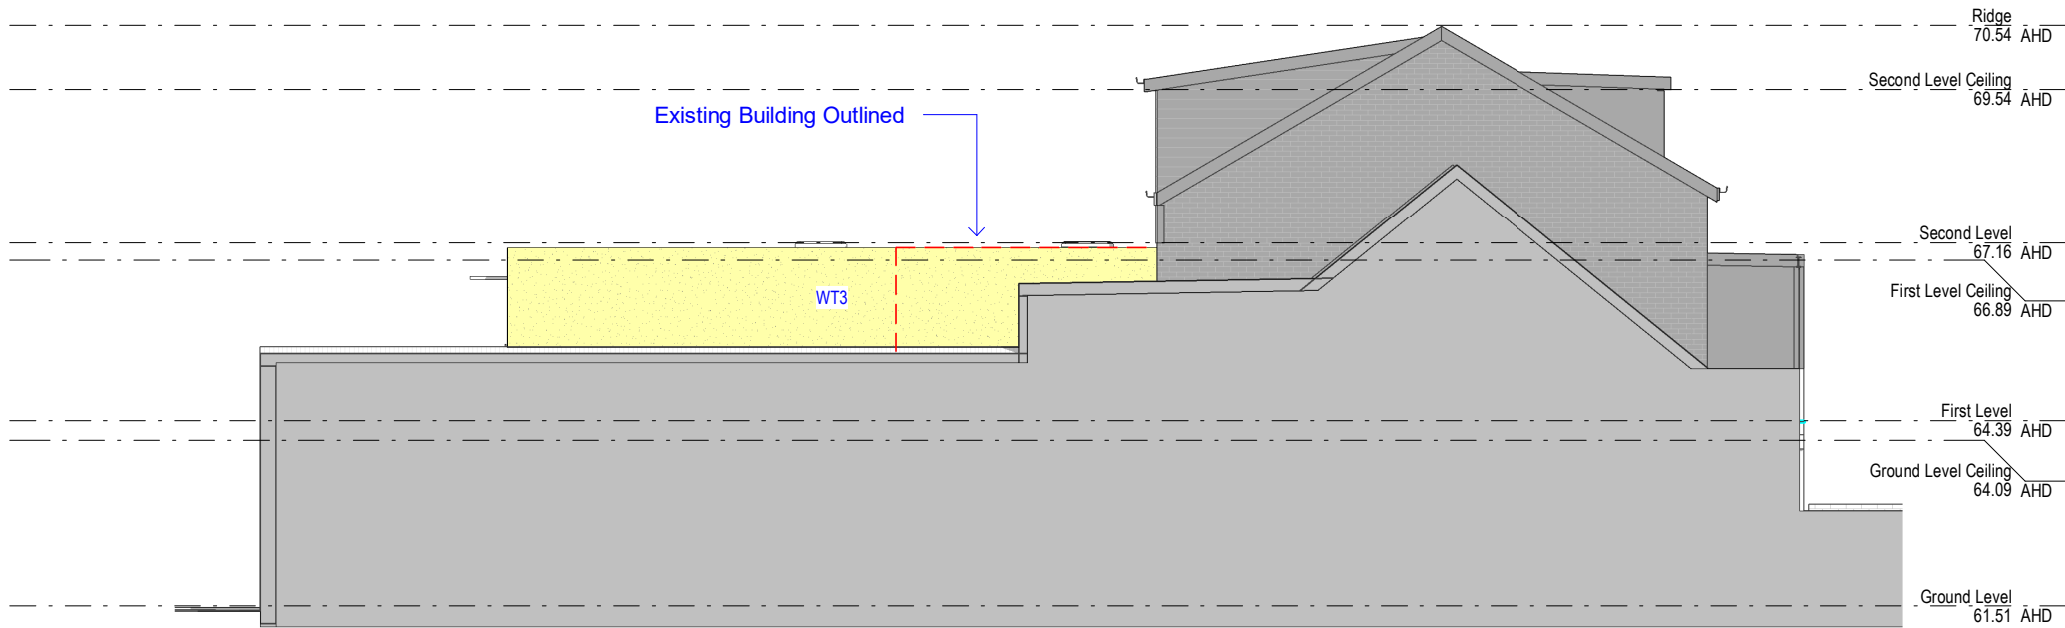 Ridge
70.54 AHD
Second Level Ceiling
69.54 AHD
Existing Building Outlined
Second Level
67.16 AHD
First Level Ceiling
66.89 AHD
WT3
First Level
64.39 AHD
Ground Level Ceiling
64.09 AHD
Ground Level
61.51 AHD